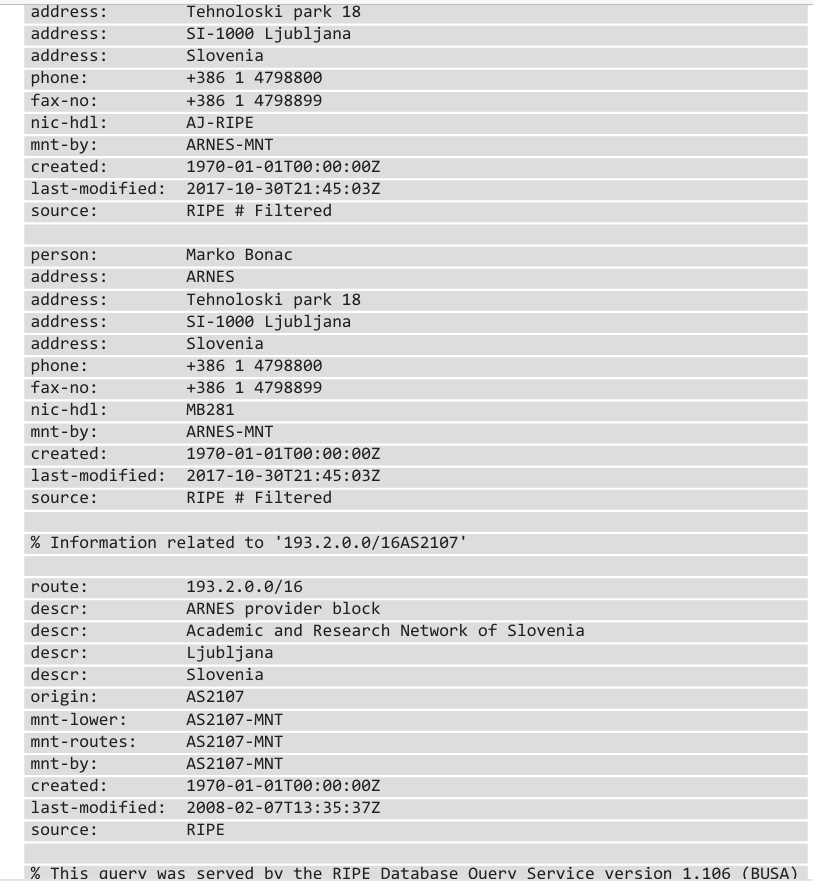 address: Tehnoloski park 18
address: SI-1000 Ljubljana
address: Slovenia
phone: +386 1 4798800
fax-no: +386 1 4798899
nic-hdl: AJ-RIPE
mnt-by: ARNES-MNT
created: 1970-01-01T00:00:00Z
last-modified: 2017-10-30T21:45:03Z
source: RIPE # Filtered
person: Marko Bonac
address: ARNES
address: Tehnoloski park 18
address: SI-1000 Ljubljana
address: Slovenia
phone: +386 1 4798800
fax-no: +386 1 4798899
nic-hdl: MB281
mnt-by: ARNES-MNT
created: 1970-01-01T00:00:00Z
last-modified: 2017-10-30T21:45:03Z
source: RIPE # Filtered
% Information related to '193.2.0.0/16AS2107'
route: 193.2.0.0/16
descr: ARNES provider block
descr: Academic and Research Network of Slovenia
descr: Ljubljana
descr: Slovenia
origin: AS2107
mnt-lower: AS2107-MNT
mnt-routes: AS2107-MNT
mnt-by: AS2107-MNT
created: 1970-01-01T00:00:00Z
last-modified: 2008-02-07T13:35:37Z
source: RIPE
% This query was served by the RIPE Database Query Service version 1.106 (BUSA)